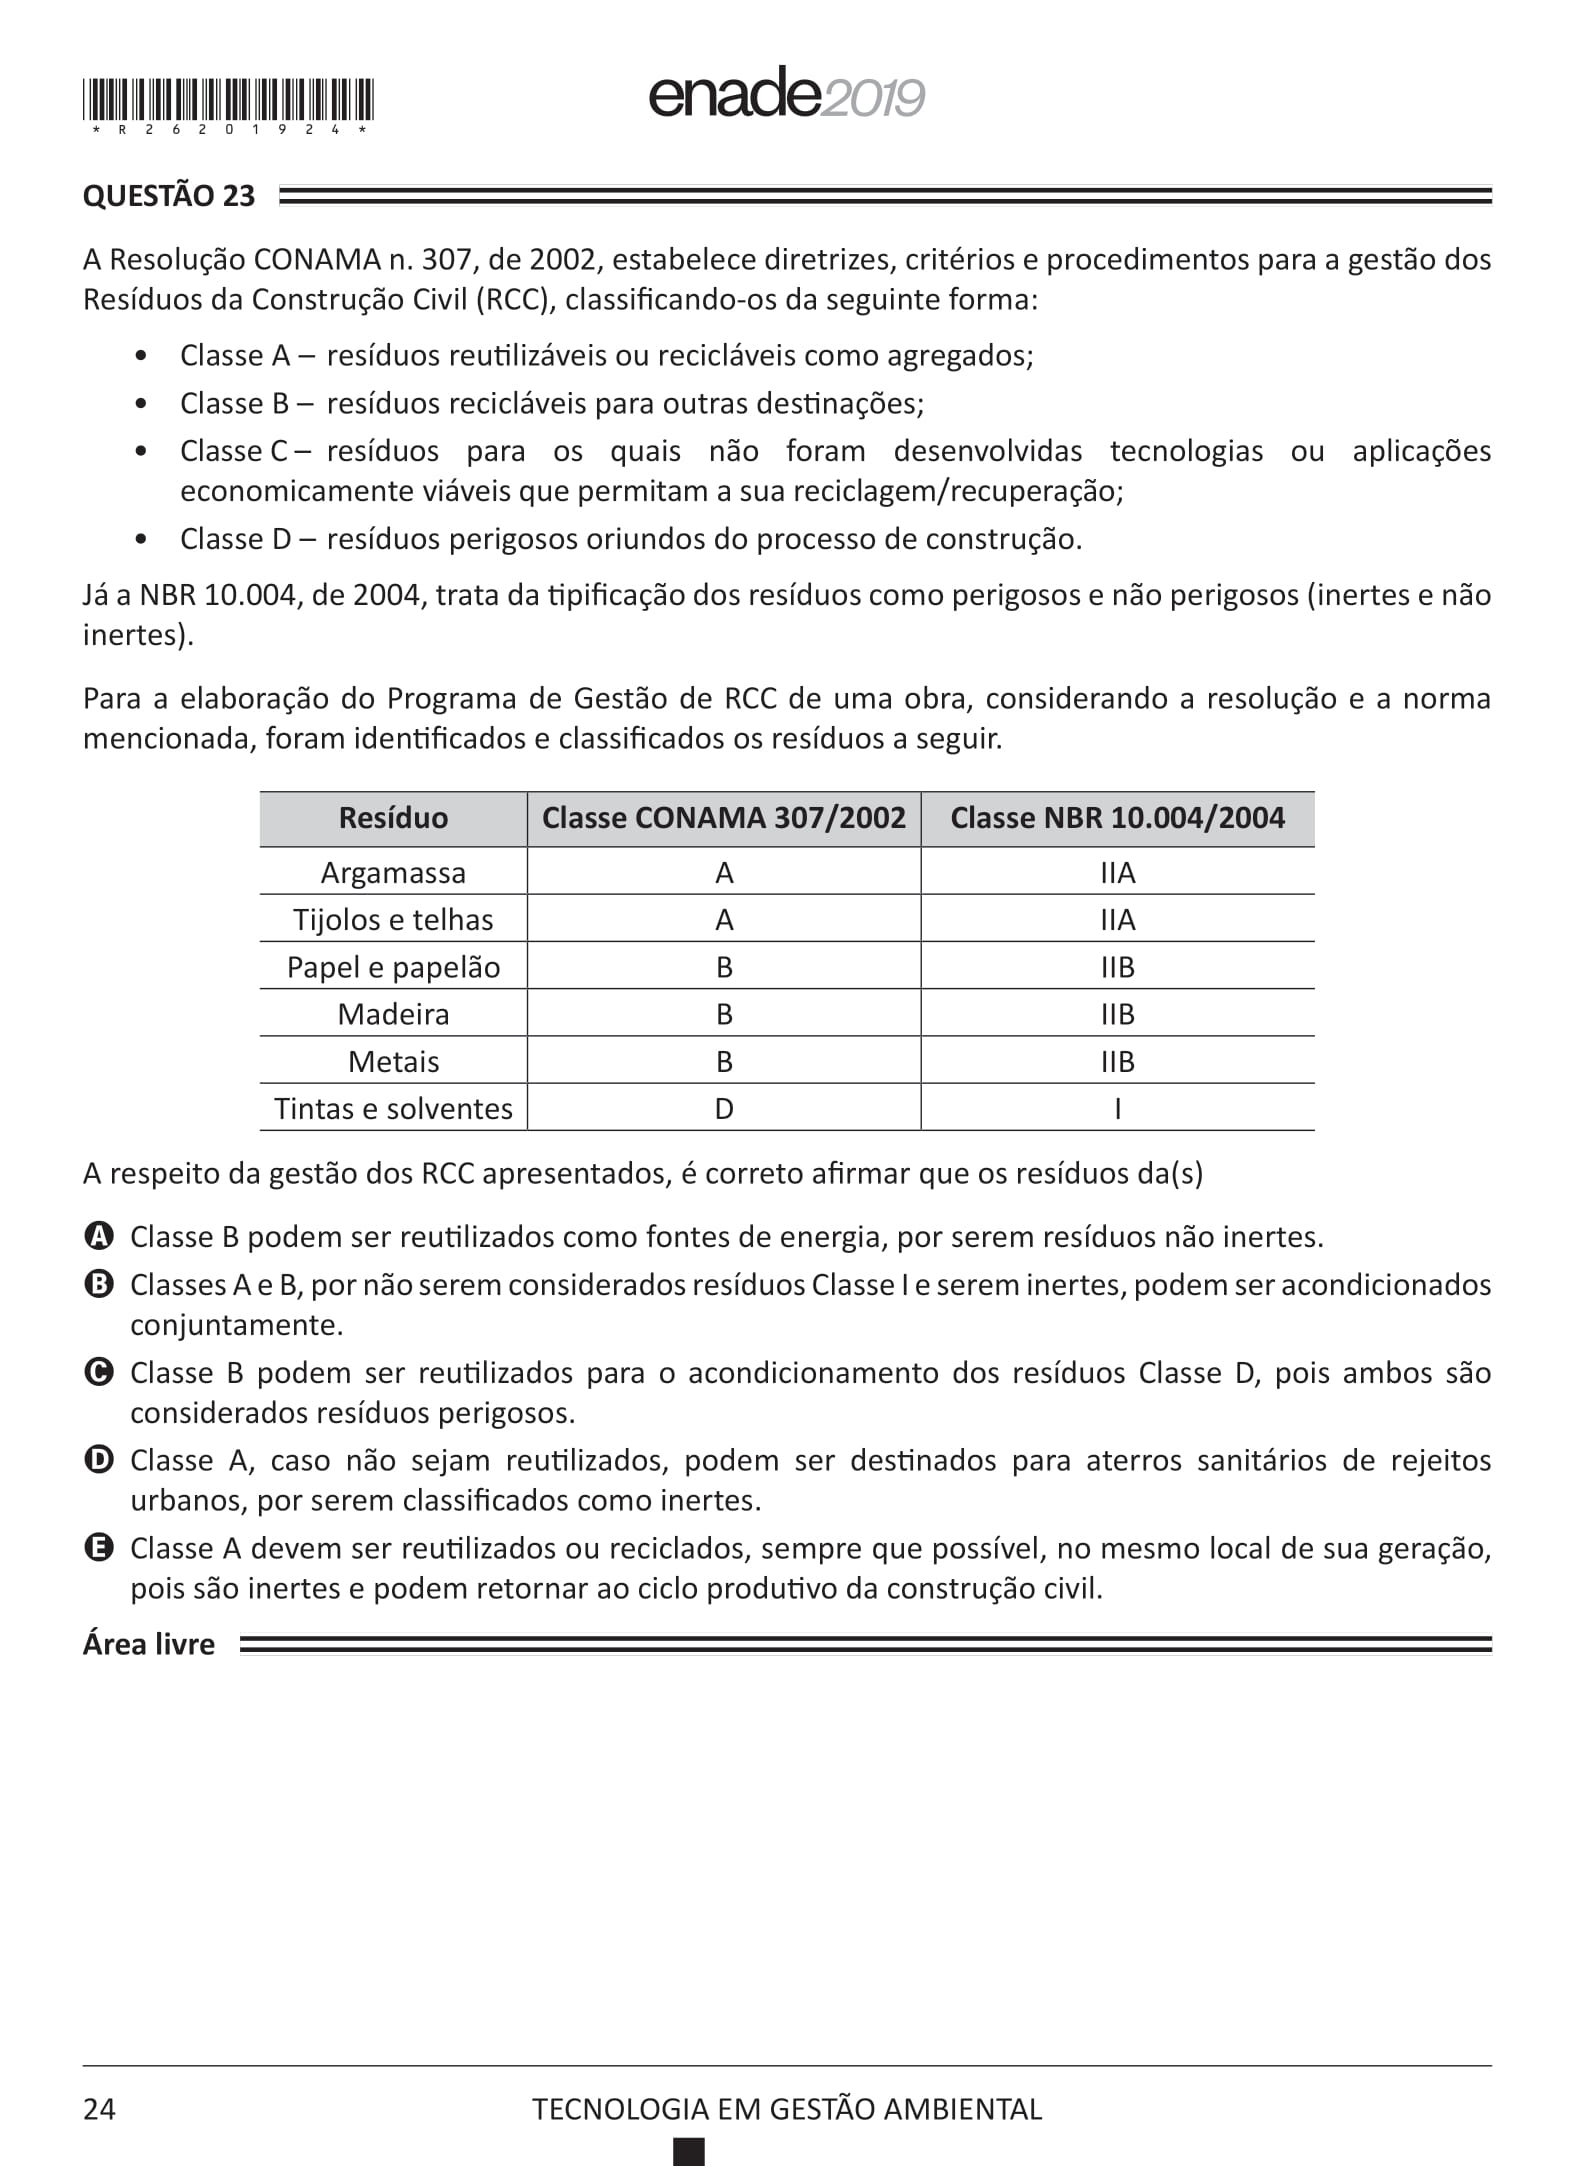 *R26201924*
enade2019
QUESTÃO 23
A Resolução CONAMA n. 307, de 2002, estabelece diretrizes, critérios e procedimentos para a gestão dos
Resíduos da Construção Civil (RCC), classificando-os da seguinte forma:
• Classe A – resíduos reutilizáveis ou recicláveis como agregados;
• Classe B – resíduos recicláveis para outras destinações;
• Classe C – resíduos para os quais não foram desenvolvidas tecnologias ou aplicações
economicamente viáveis que permitam a sua reciclagem/recuperação;
• Classe D – resíduos perigosos oriundos do processo de construção.
Já a NBR 10.004, de 2004, trata da tipificação dos resíduos como perigosos e não perigosos (inertes e não
inertes).
Para a elaboração do Programa de Gestão de RCC de uma obra, considerando a resolução e a norma
mencionada, foram identificados e classificados os resíduos a seguir.
Resíduo Classe CONAMA 307/2002 Classe NBR 10.004/2004
Argamassa A IIA
Tijolos e telhas A IIA
Papel e papelão B IIB
Madeira B IIB
Metais B IIB
Tintas e solventes D I
A respeito da gestão dos RCC apresentados, é correto afirmar que os resíduos da(s)
A Classe B podem ser reutilizados como fontes de energia, por serem resíduos não inertes.
B Classes A e B, por não serem considerados resíduos Classe I e serem inertes, podem ser acondicionados
conjuntamente.
C Classe B podem ser reutilizados para o acondicionamento dos resíduos Classe D, pois ambos são
considerados resíduos perigosos.
D Classe A, caso não sejam reutilizados, podem ser destinados para aterros sanitários de rejeitos
urbanos, por serem classificados como inertes.
E Classe A devem ser reutilizados ou reciclados, sempre que possível, no mesmo local de sua geração,
pois são inertes e podem retornar ao ciclo produtivo da construção civil.
Área livre
24 TECNOLOGIA EM GESTÃO AMBIENTAL